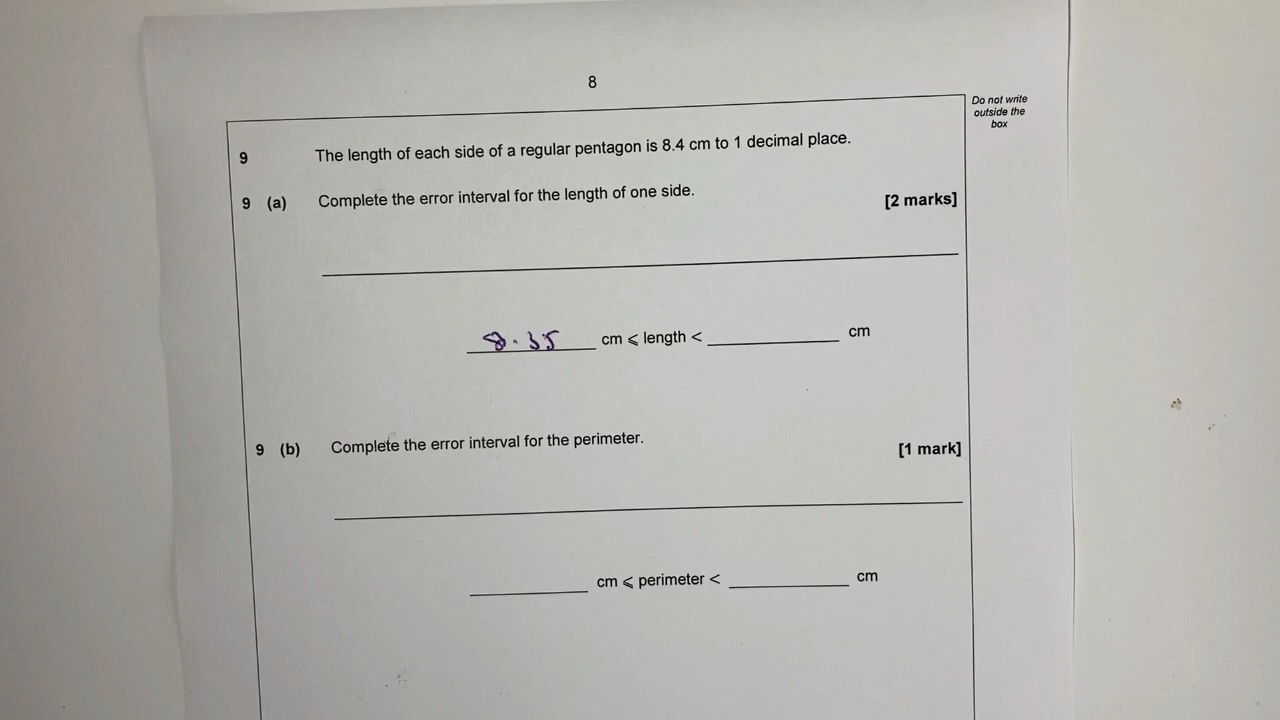 8
Do not write
outside the
box
9 The length of each side of a regular pentagon is 8.4 cm to 1 decimal place.
9 (a) Complete the error interval for the length of one side.
[2 marks]
8.35 cm ⩽ length < cm
9 (b) Complete the error interval for the perimeter.
[1 mark]
cm ⩽ perimeter < cm